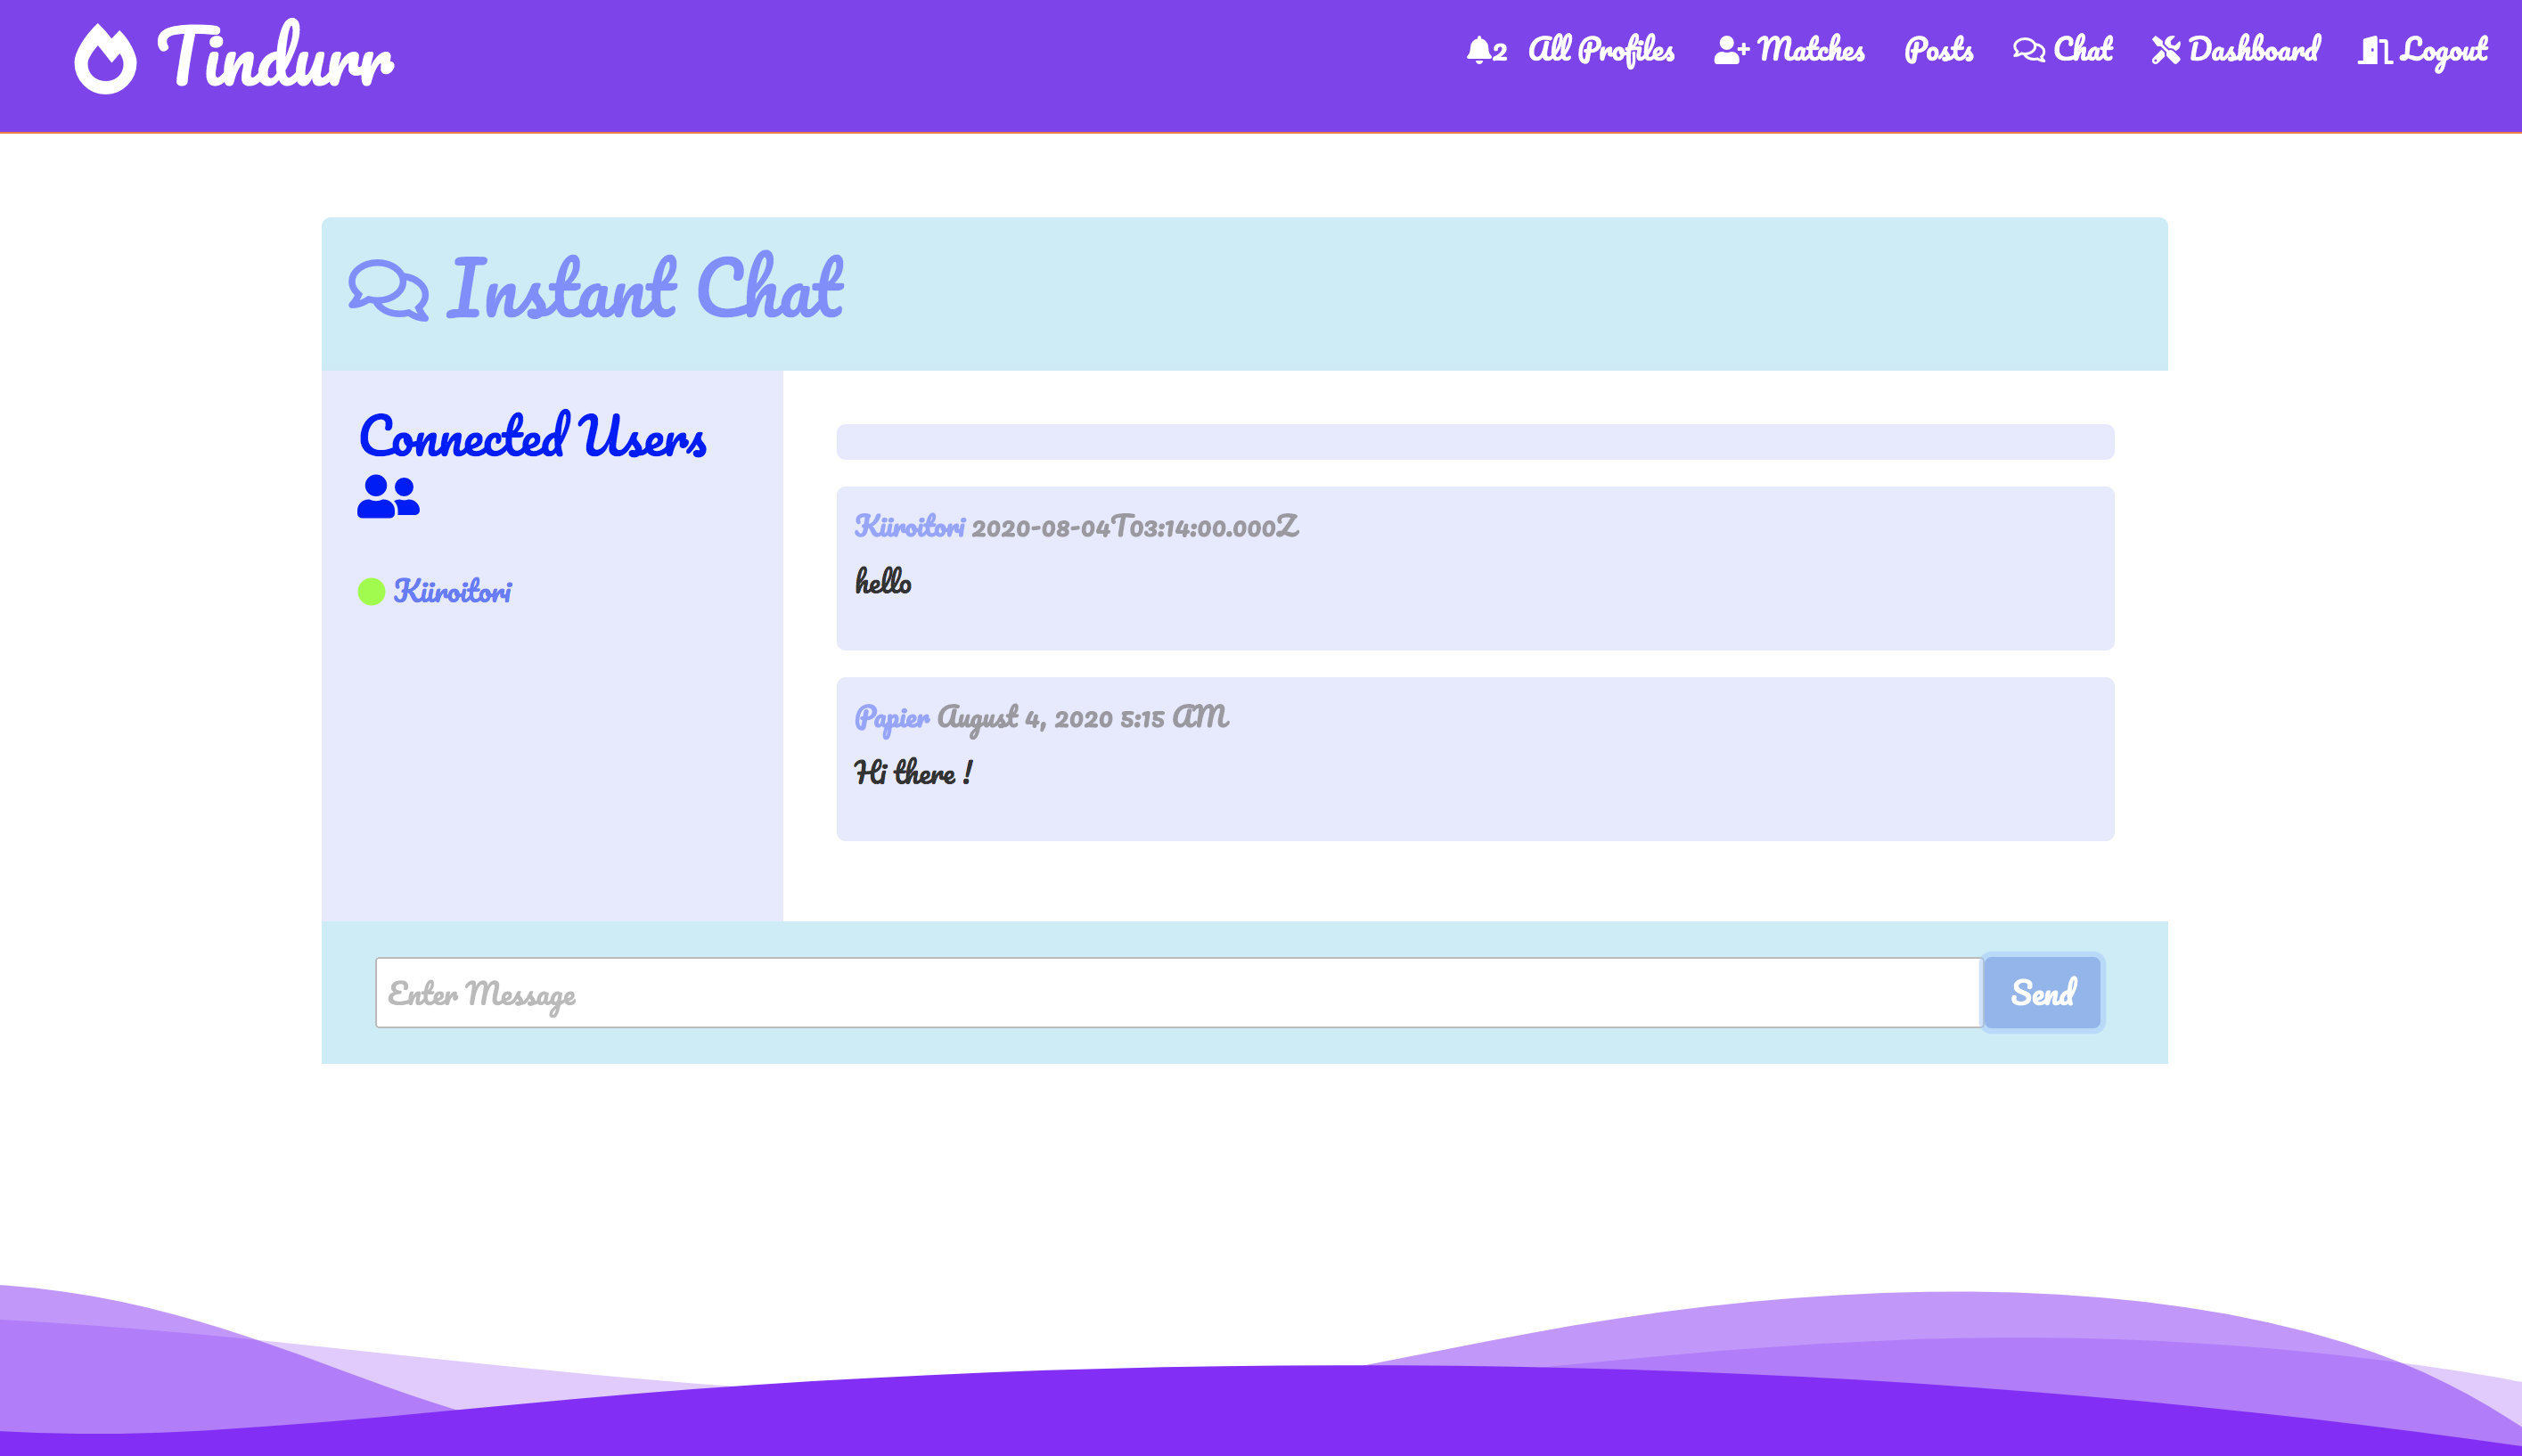 Tindurr
2 All Profiles Matches Posts Chat Dashboard Logout
Instant Chat
Connected Users
Kiiroitori
Kiiroitori 2020-08-04T03:14:00.000Z
hello
Papier August 4, 2020 5:15 AM
Hi there !
Enter Message
Send